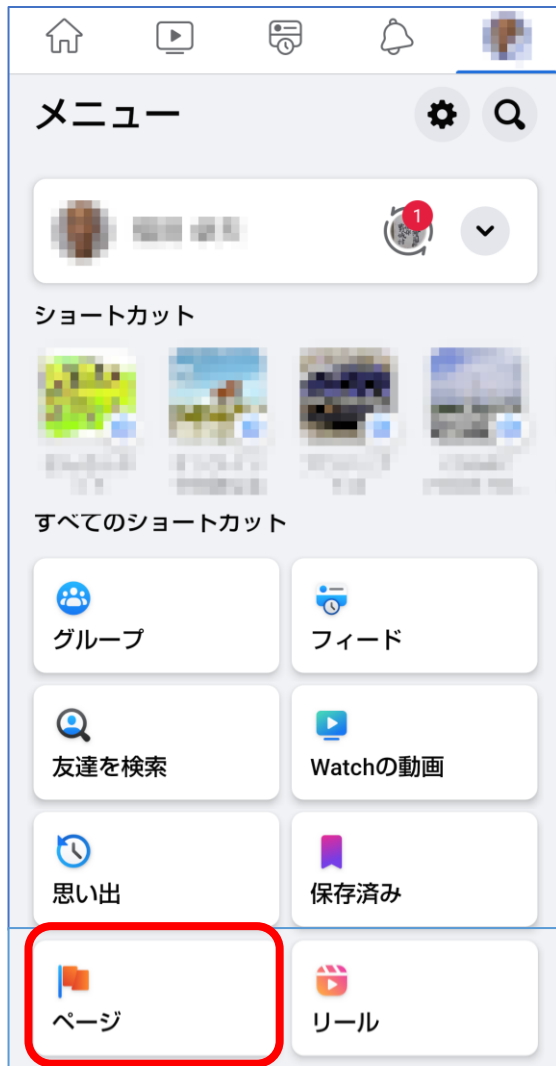 メニュー
1
ショートカット
すべてのショートカット
グループ
フィード
友達を検索
Watchの動画
思い出
保存済み
ページ
リール